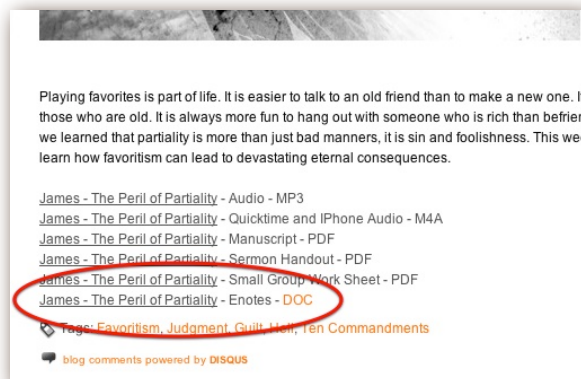 Playing favorites is part of life. It is easier to talk to an old friend than to make a new one.
those who are old. It is always more fun to hang out with someone who is rich than
we learned that partiality is more than just bad manners, it is sin and foolishness. This
learn how favoritism can lead to devastating eternal consequences.
James - The Peril of Partiality - Audio - MP3
James - The Peril of Partiality - Quicktime and IPhone Audio - M4A
James - The Peril of Partiality - Manuscript - PDF
James - The Peril of Partiality - Sermon Handout - PDF
James - The Peril of Partiality - Small Group Work Sheet - PDF
James - The Peril of Partiality - Enotes - DOC
Tags: Favoritism, Judgment, Guilt, Hell, Ten Commandments
blog comments powered by DISQUS